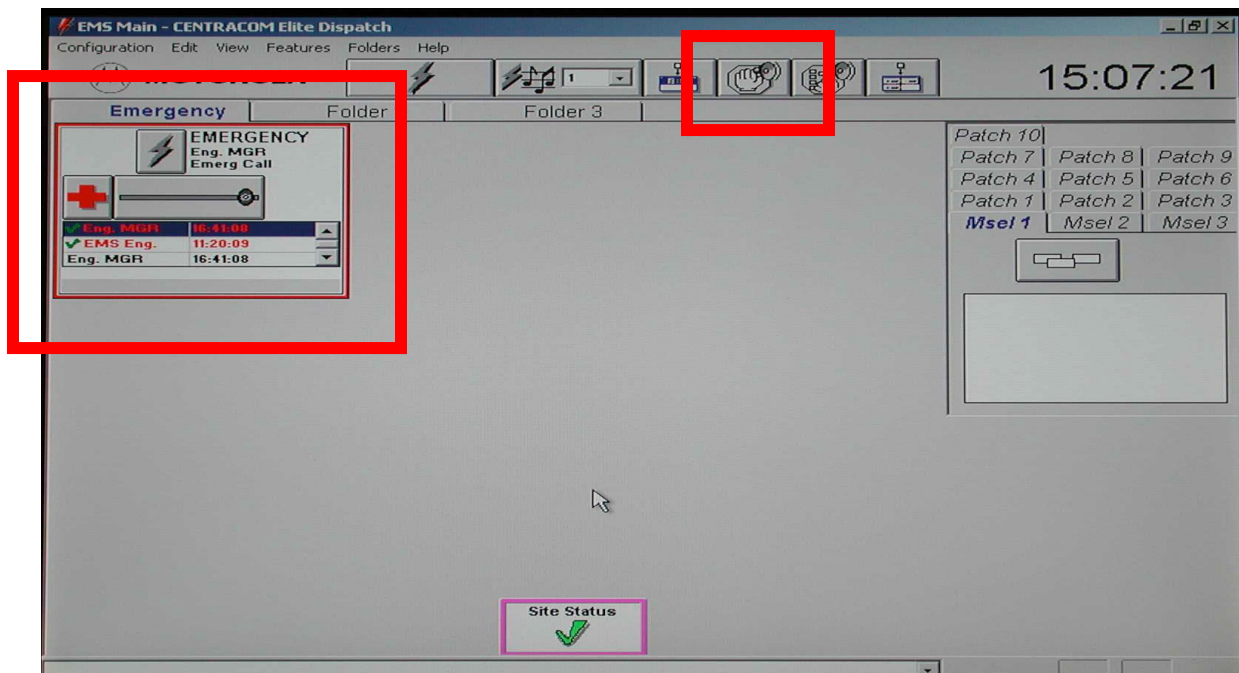 EMS Main - CENTRACOM Elite Dispatch
Configuration Edit View Features Folders Help
1
15:07:21
Emergency
Folder
Folder 3
EMERGENCY
Eng. MGR
Emerg Call
Eng. MGR 16:41:08
EMS Eng. 11:20:09
Eng. MGR 16:41:08
Patch 10
Patch 7 Patch 8 Patch 9
Patch 4 Patch 5 Patch 6
Patch 1 Patch 2 Patch 3
Msel 1 Msel 2 Msel 3
Site Status